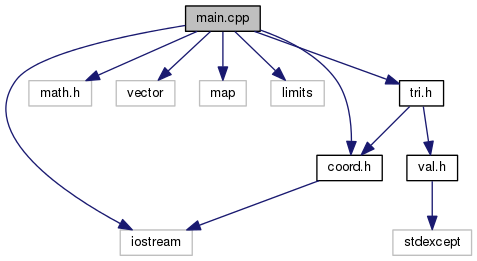 main.cpp
math.h
vector
map
limits
tri.h
coord.h
val.h
iostream
stdexcept